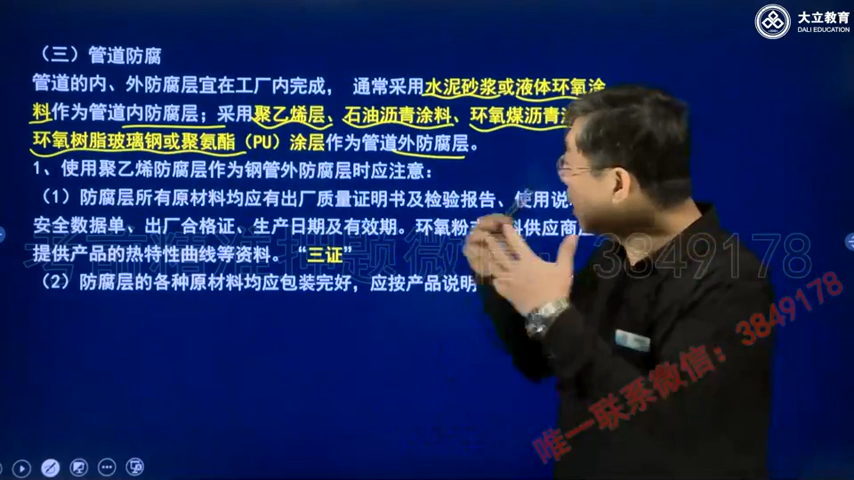 大立教育
DALI EDUCATION
（三）管道防腐
管道的内、外防腐层宜在工厂内完成， 通常采用水泥砂浆或液体环氧涂
料作为管道内防腐层；采用聚乙烯层、石油沥青涂料、环氧煤沥青
环氧树脂玻璃钢或聚氨酯（PU）涂层作为管道外防腐层。
1、使用聚乙烯防腐层作为钢管外防腐层时应注意：
（1）防腐层所有原材料均应有出厂质量证明书及检验报告、使用说
安全数据单、出厂合格证、生产日期及有效期。环氧粉
提供产品的热特性曲线等资料。“三证”
（2）防腐层的各种原材料均应包装完好，应按产品说明
3849178
唯一联系微信：3849178